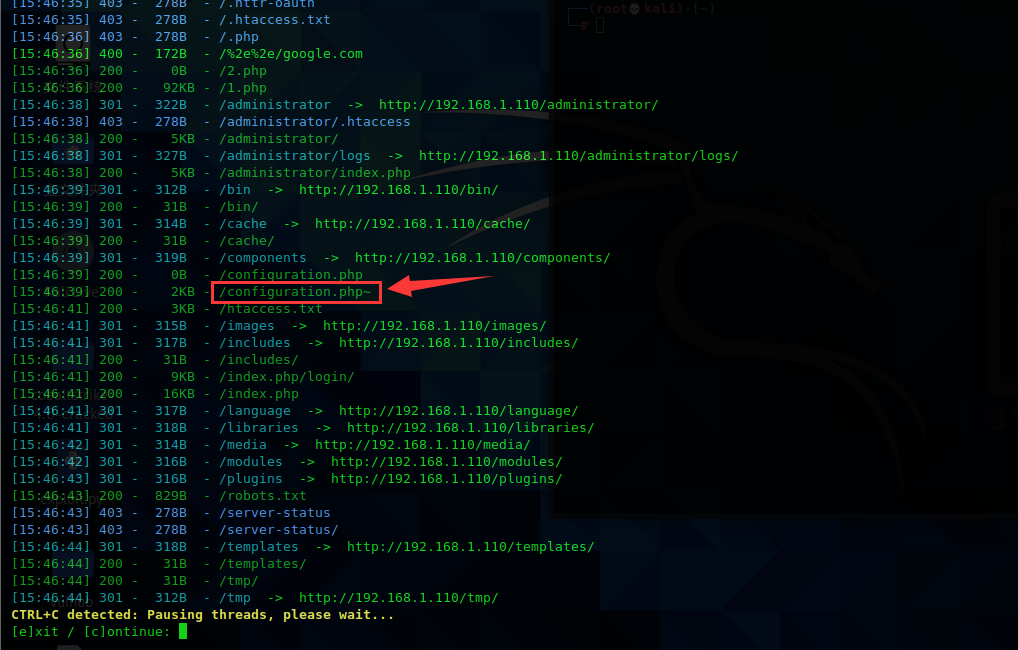 [15:46:35] 403 -  278B  - /.httr-oauth
[15:46:35] 403 -  278B  - /.htaccess.txt
[15:46:36] 403 -  278B  - /.php
[15:46:36] 400 -  172B  - /%2e%2e/google.com
[15:46:36] 200 -    0B  - /2.php
[15:46:36] 200 -   92KB - /1.php
[15:46:38] 301 -  322B  - /administrator  ->  http://192.168.1.110/administrator/
[15:46:38] 403 -  278B  - /administrator/.htaccess
[15:46:38] 200 -    5KB - /administrator/
[15:46:38] 301 -  327B  - /administrator/logs  ->  http://192.168.1.110/administrator/logs/
[15:46:38] 200 -    5KB - /administrator/index.php
[15:46:39] 301 -  312B  - /bin  ->  http://192.168.1.110/bin/
[15:46:39] 200 -   31B  - /bin/
[15:46:39] 301 -  314B  - /cache  ->  http://192.168.1.110/cache/
[15:46:39] 200 -   31B  - /cache/
[15:46:39] 301 -  319B  - /components  ->  http://192.168.1.110/components/
[15:46:39] 200 -    0B  - /configuration.php
[15:46:39] 200 -    2KB - /configuration.php~
[15:46:41] 200 -    3KB - /htaccess.txt
[15:46:41] 301 -  315B  - /images  ->  http://192.168.1.110/images/
[15:46:41] 301 -  317B  - /includes  ->  http://192.168.1.110/includes/
[15:46:41] 200 -   31B  - /includes/
[15:46:41] 200 -    9KB - /index.php/login/
[15:46:41] 200 -   16KB - /index.php
[15:46:41] 301 -  317B  - /language  ->  http://192.168.1.110/language/
[15:46:41] 301 -  318B  - /libraries  ->  http://192.168.1.110/libraries/
[15:46:42] 301 -  314B  - /media  ->  http://192.168.1.110/media/
[15:46:42] 301 -  316B  - /modules  ->  http://192.168.1.110/modules/
[15:46:43] 301 -  316B  - /plugins  ->  http://192.168.1.110/plugins/
[15:46:43] 200 -  829B  - /robots.txt
[15:46:43] 403 -  278B  - /server-status
[15:46:43] 403 -  278B  - /server-status/
[15:46:44] 301 -  318B  - /templates  ->  http://192.168.1.110/templates/
[15:46:44] 200 -   31B  - /templates/
[15:46:44] 200 -   31B  - /tmp/
[15:46:44] 301 -  312B  - /tmp  ->  http://192.168.1.110/tmp/
CTRL+C detected: Pausing threads, please wait...
[e]xit / [c]ontinue:
(root💀kali)-[~]
#